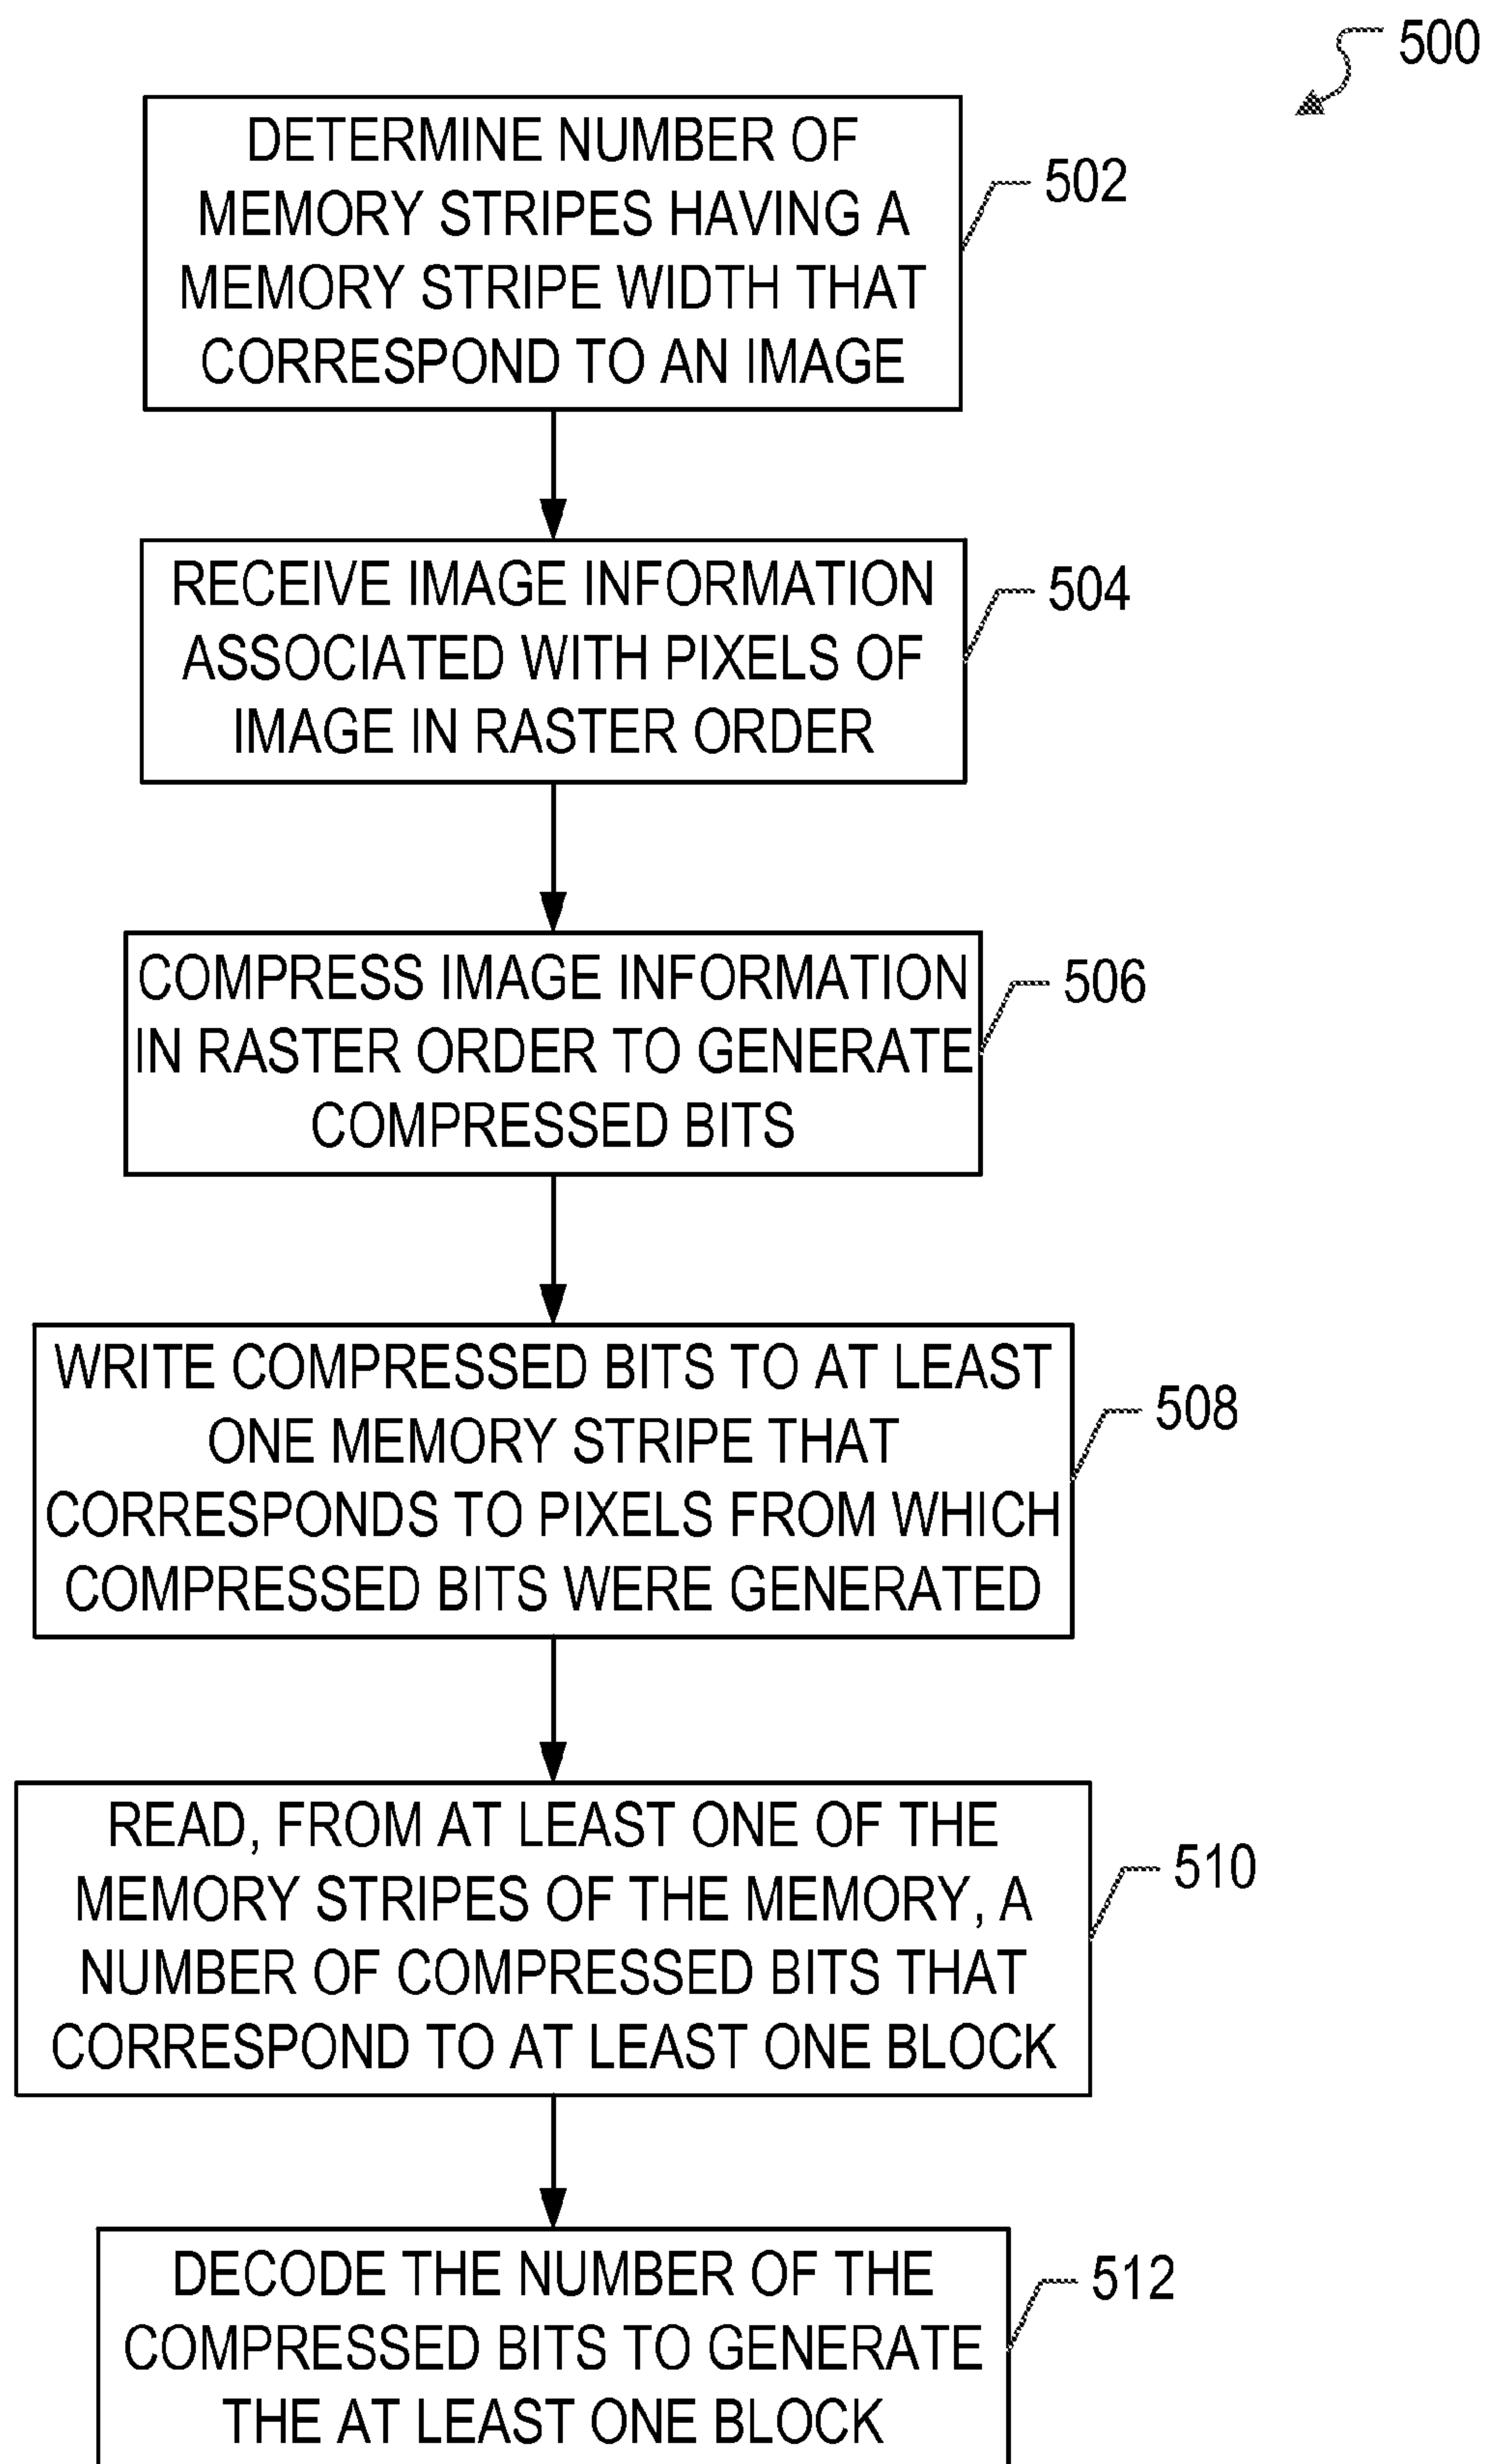 500
DETERMINE NUMBER OF
MEMORY STRIPES HAVING A
MEMORY STRIPE WIDTH THAT
CORRESPOND TO AN IMAGE
502
RECEIVE IMAGE INFORMATION
ASSOCIATED WITH PIXELS OF
IMAGE IN RASTER ORDER
504
COMPRESS IMAGE INFORMATION
IN RASTER ORDER TO GENERATE
COMPRESSED BITS
506
WRITE COMPRESSED BITS TO AT LEAST
ONE MEMORY STRIPE THAT
CORRESPONDS TO PIXELS FROM WHICH
COMPRESSED BITS WERE GENERATED
508
READ, FROM AT LEAST ONE OF THE
MEMORY STRIPES OF THE MEMORY, A
NUMBER OF COMPRESSED BITS THAT
CORRESPOND TO AT LEAST ONE BLOCK
510
DECODE THE NUMBER OF THE
COMPRESSED BITS TO GENERATE
THE AT LEAST ONE BLOCK
512